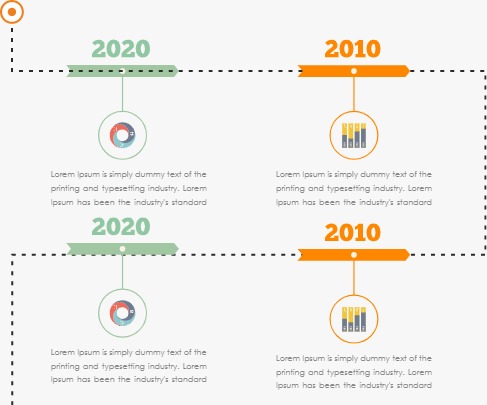 2020
Lorem Ipsum is simply dummy text of the
printing and typesetting industry. Lorem
Ipsum has been the industry's standard
2010
Lorem Ipsum is simply dummy text of the
printing and typesetting industry. Lorem
Ipsum has been the industry's standard
2020
Lorem Ipsum is simply dummy text of the
printing and typesetting industry. Lorem
Ipsum has been the industry's standard
2010
Lorem Ipsum is simply dummy text of the
printing and typesetting industry. Lorem
Ipsum has been the industry's standard